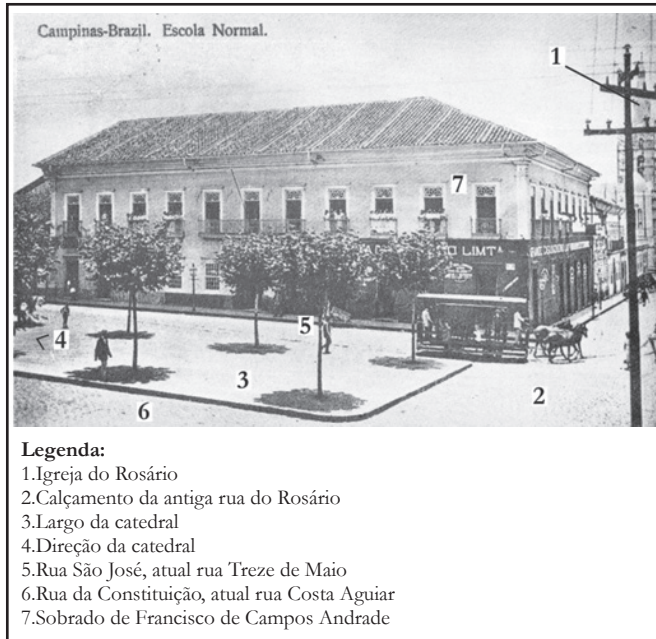 Campinas-Brazil. Escola Normal.
1
7
LIMTA
5
4
3
2
6
Legenda:
1.Igreja do Rosário
2.Calçamento da antiga rua do Rosário
3.Largo da catedral
4.Direção da catedral
5.Rua São José, atual rua Treze de Maio
6.Rua da Constituição, atual rua Costa Aguiar
7.Sobrado de Francisco de Campos Andrade